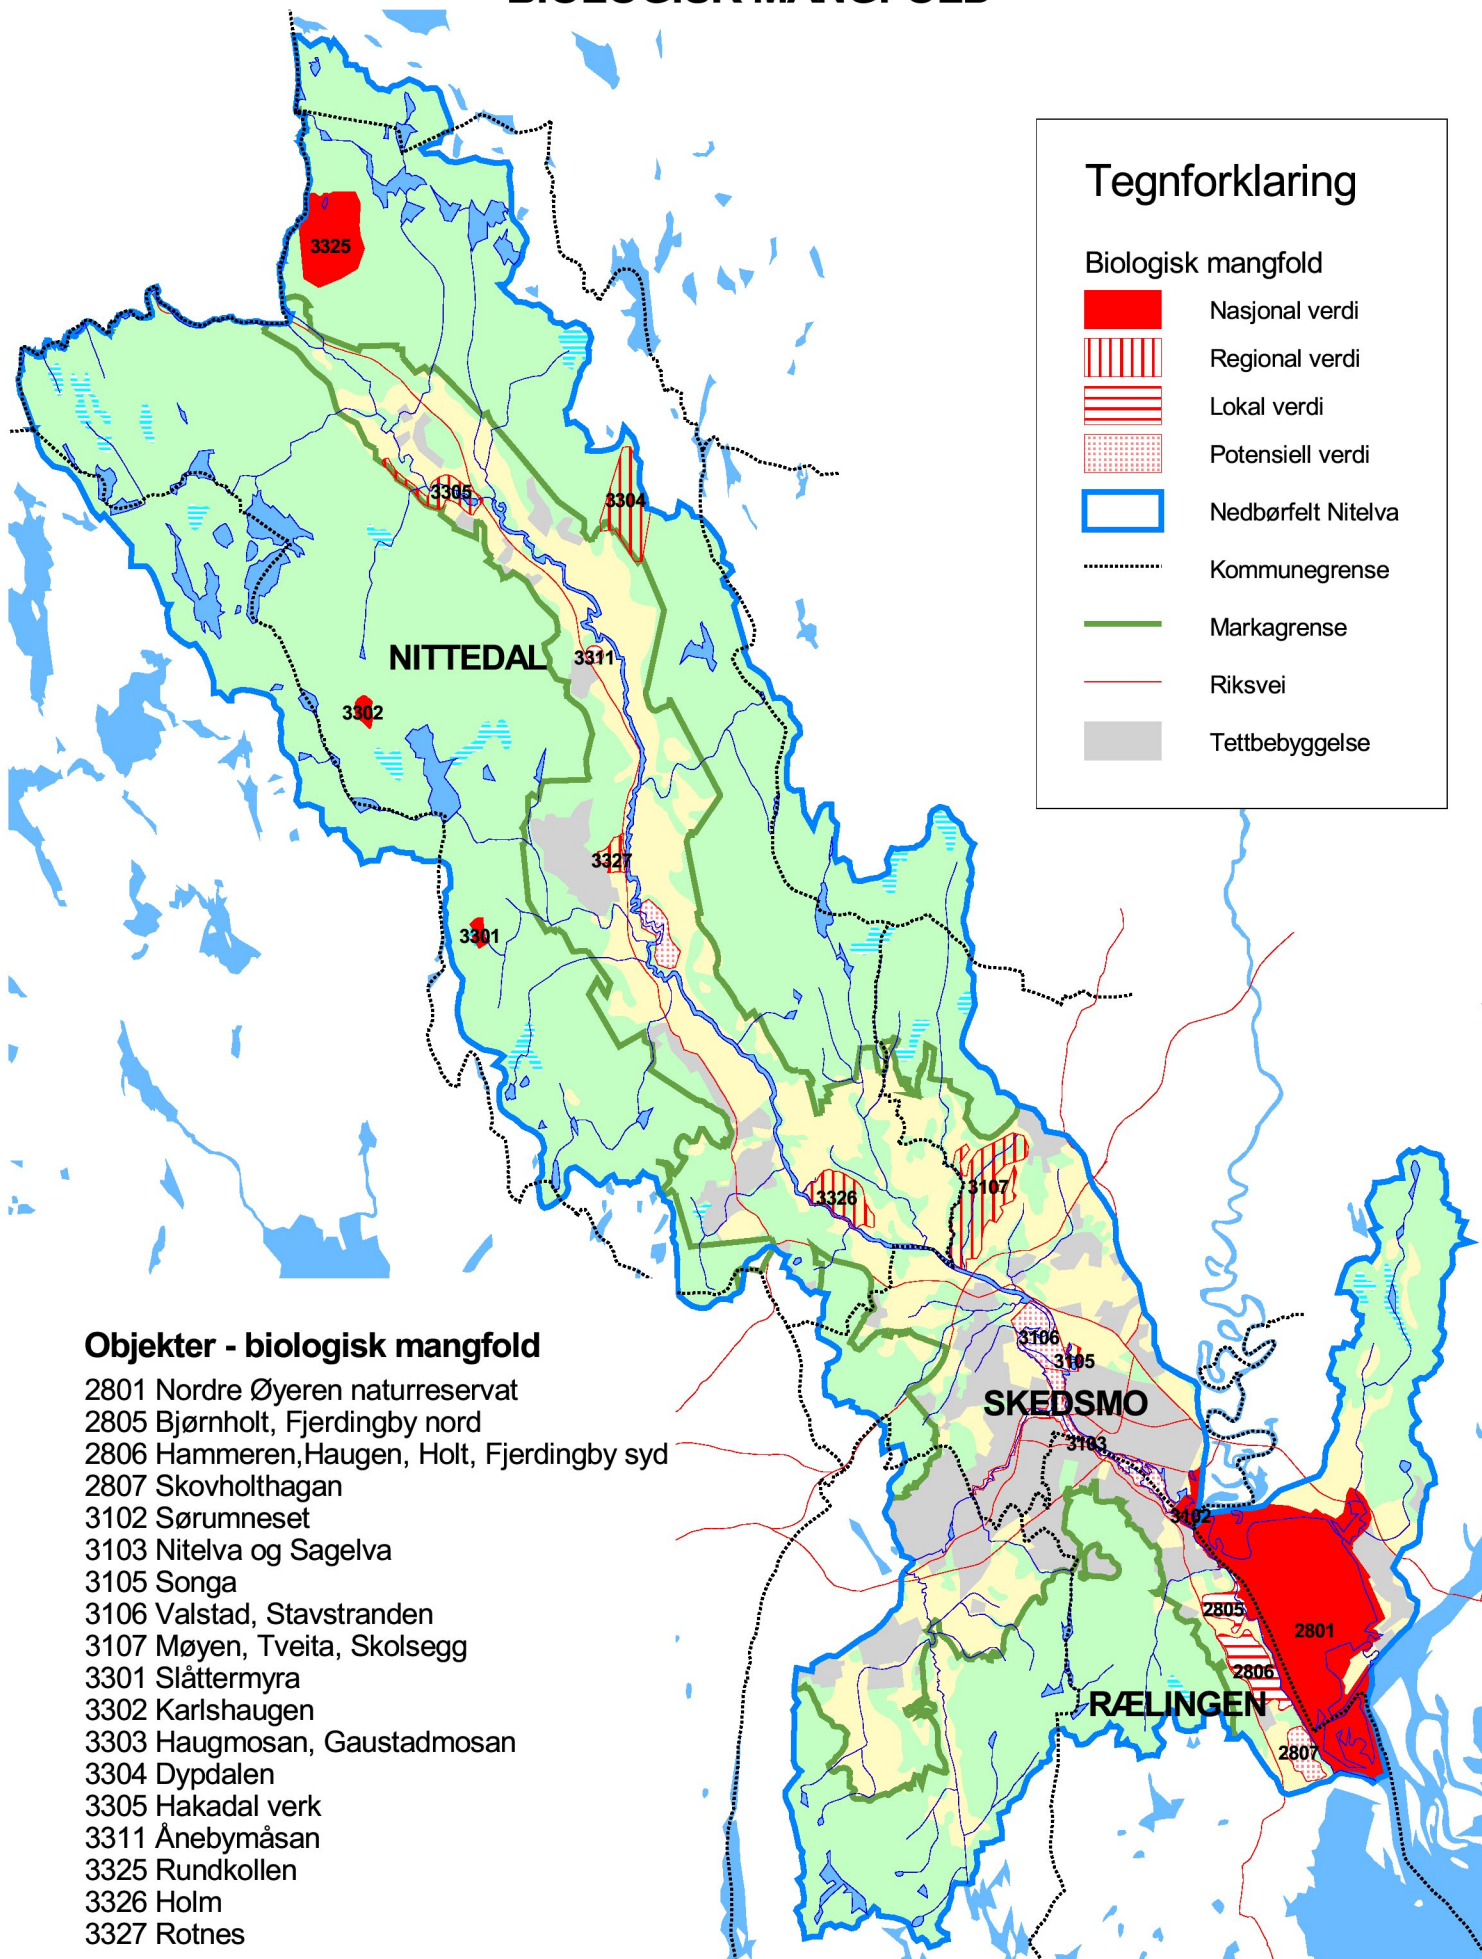 BIOLOGISK MANGFOLD
Tegnforklaring
Biologisk mangfold
Nasjonal verdi
Regional verdi
Lokal verdi
Potensiell verdi
Nedbørfelt Nitelva
Kommunegrense
Markagrense
Riksvei
Tettbebyggelse
3325
3305
3304
NITTEDAL
3311
3302
3327
3301
3107
3326
3106
3105
SKEDSMO
3103
3102
2805
2801
2806
RÆLINGEN
2807
Objekter - biologisk mangfold
2801 Nordre Øyeren naturreservat
2805 Bjørnholt, Fjerdingby nord
2806 Hammeren,Haugen, Holt, Fjerdingby syd
2807 Skovholthagan
3102 Sørumneset
3103 Nitelva og Sagelva
3105 Songa
3106 Valstad, Stavstranden
3107 Møyen, Tveita, Skolsegg
3301 Slåttermyra
3302 Karlshaugen
3303 Haugmosan, Gaustadmosan
3304 Dypdalen
3305 Hakadal verk
3311 Ånebymåsan
3325 Rundkollen
3326 Holm
3327 Rotnes